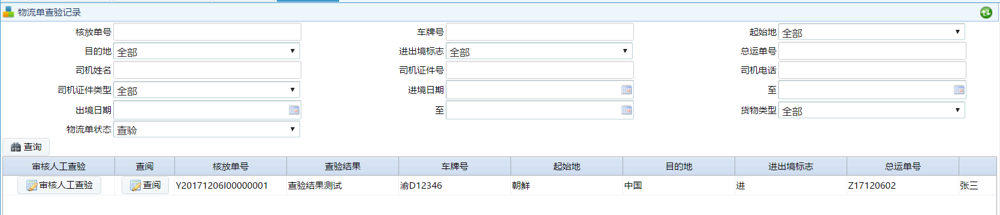 物流单查验记录
核放单号 车牌号 起始地 全部
目的地 全部 进出境标志 全部 总运单号
司机姓名 司机证件号 司机电话
司机证件类型 全部 进境日期 至
出境日期 至 货物类型 全部
物流单状态 查验
查询
审核人工查验 查阅 核放单号 查验结果 车牌号 起始地 目的地 进出境标志 总运单号
审核人工查验 查阅 Y20171206I00000001 查验结果测试 渝D12346 朝鲜 中国 进 Z17120602 张三